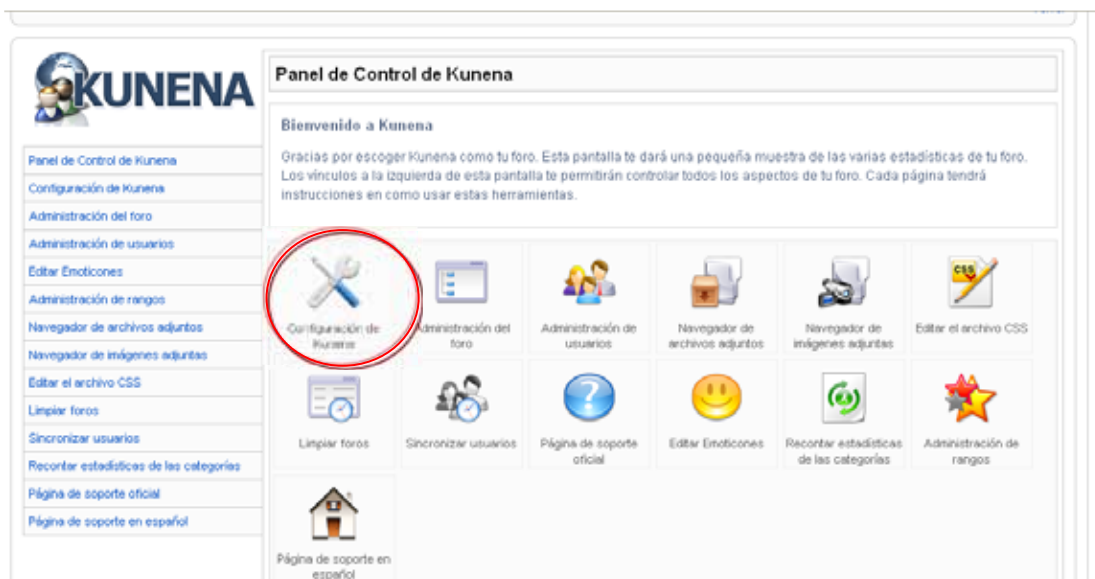 KUNENA
Panel de Control de Kunena
Configuración de Kunena
Administración del foro
Administración de usuarios
Editar Emoticones
Administración de rangos
Navegador de archivos adjuntos
Navegador de imágenes adjuntas
Editar el archivo CSS
Limpiar foros
Sincronizar usuarios
Recontar estadísticas de las categorías
Página de soporte oficial
Página de soporte en español
Panel de Control de Kunena
Bienvenido a Kunena
Gracias por escoger Kunena como tu foro. Esta pantalla te dará una pequeña muestra de las varias estadísticas de tu foro.
Los vínculos a la izquierda de esta pantalla te permitirán controlar todos los aspectos de tu foro. Cada página tendrá
instrucciones en como usar estas herramientas.
Configuración de
Kunena
Administración del
foro
Administración de
usuarios
Navegador de
archivos adjuntos
Navegador de
imágenes adjuntas
CSS
Editar el archivo CSS
Limpiar foros
Sincronizar usuarios
Página de soporte
oficial
Editar Emoticones
Recontar estadísticas
de las categorías
Administración de
rangos
Página de soporte en
español